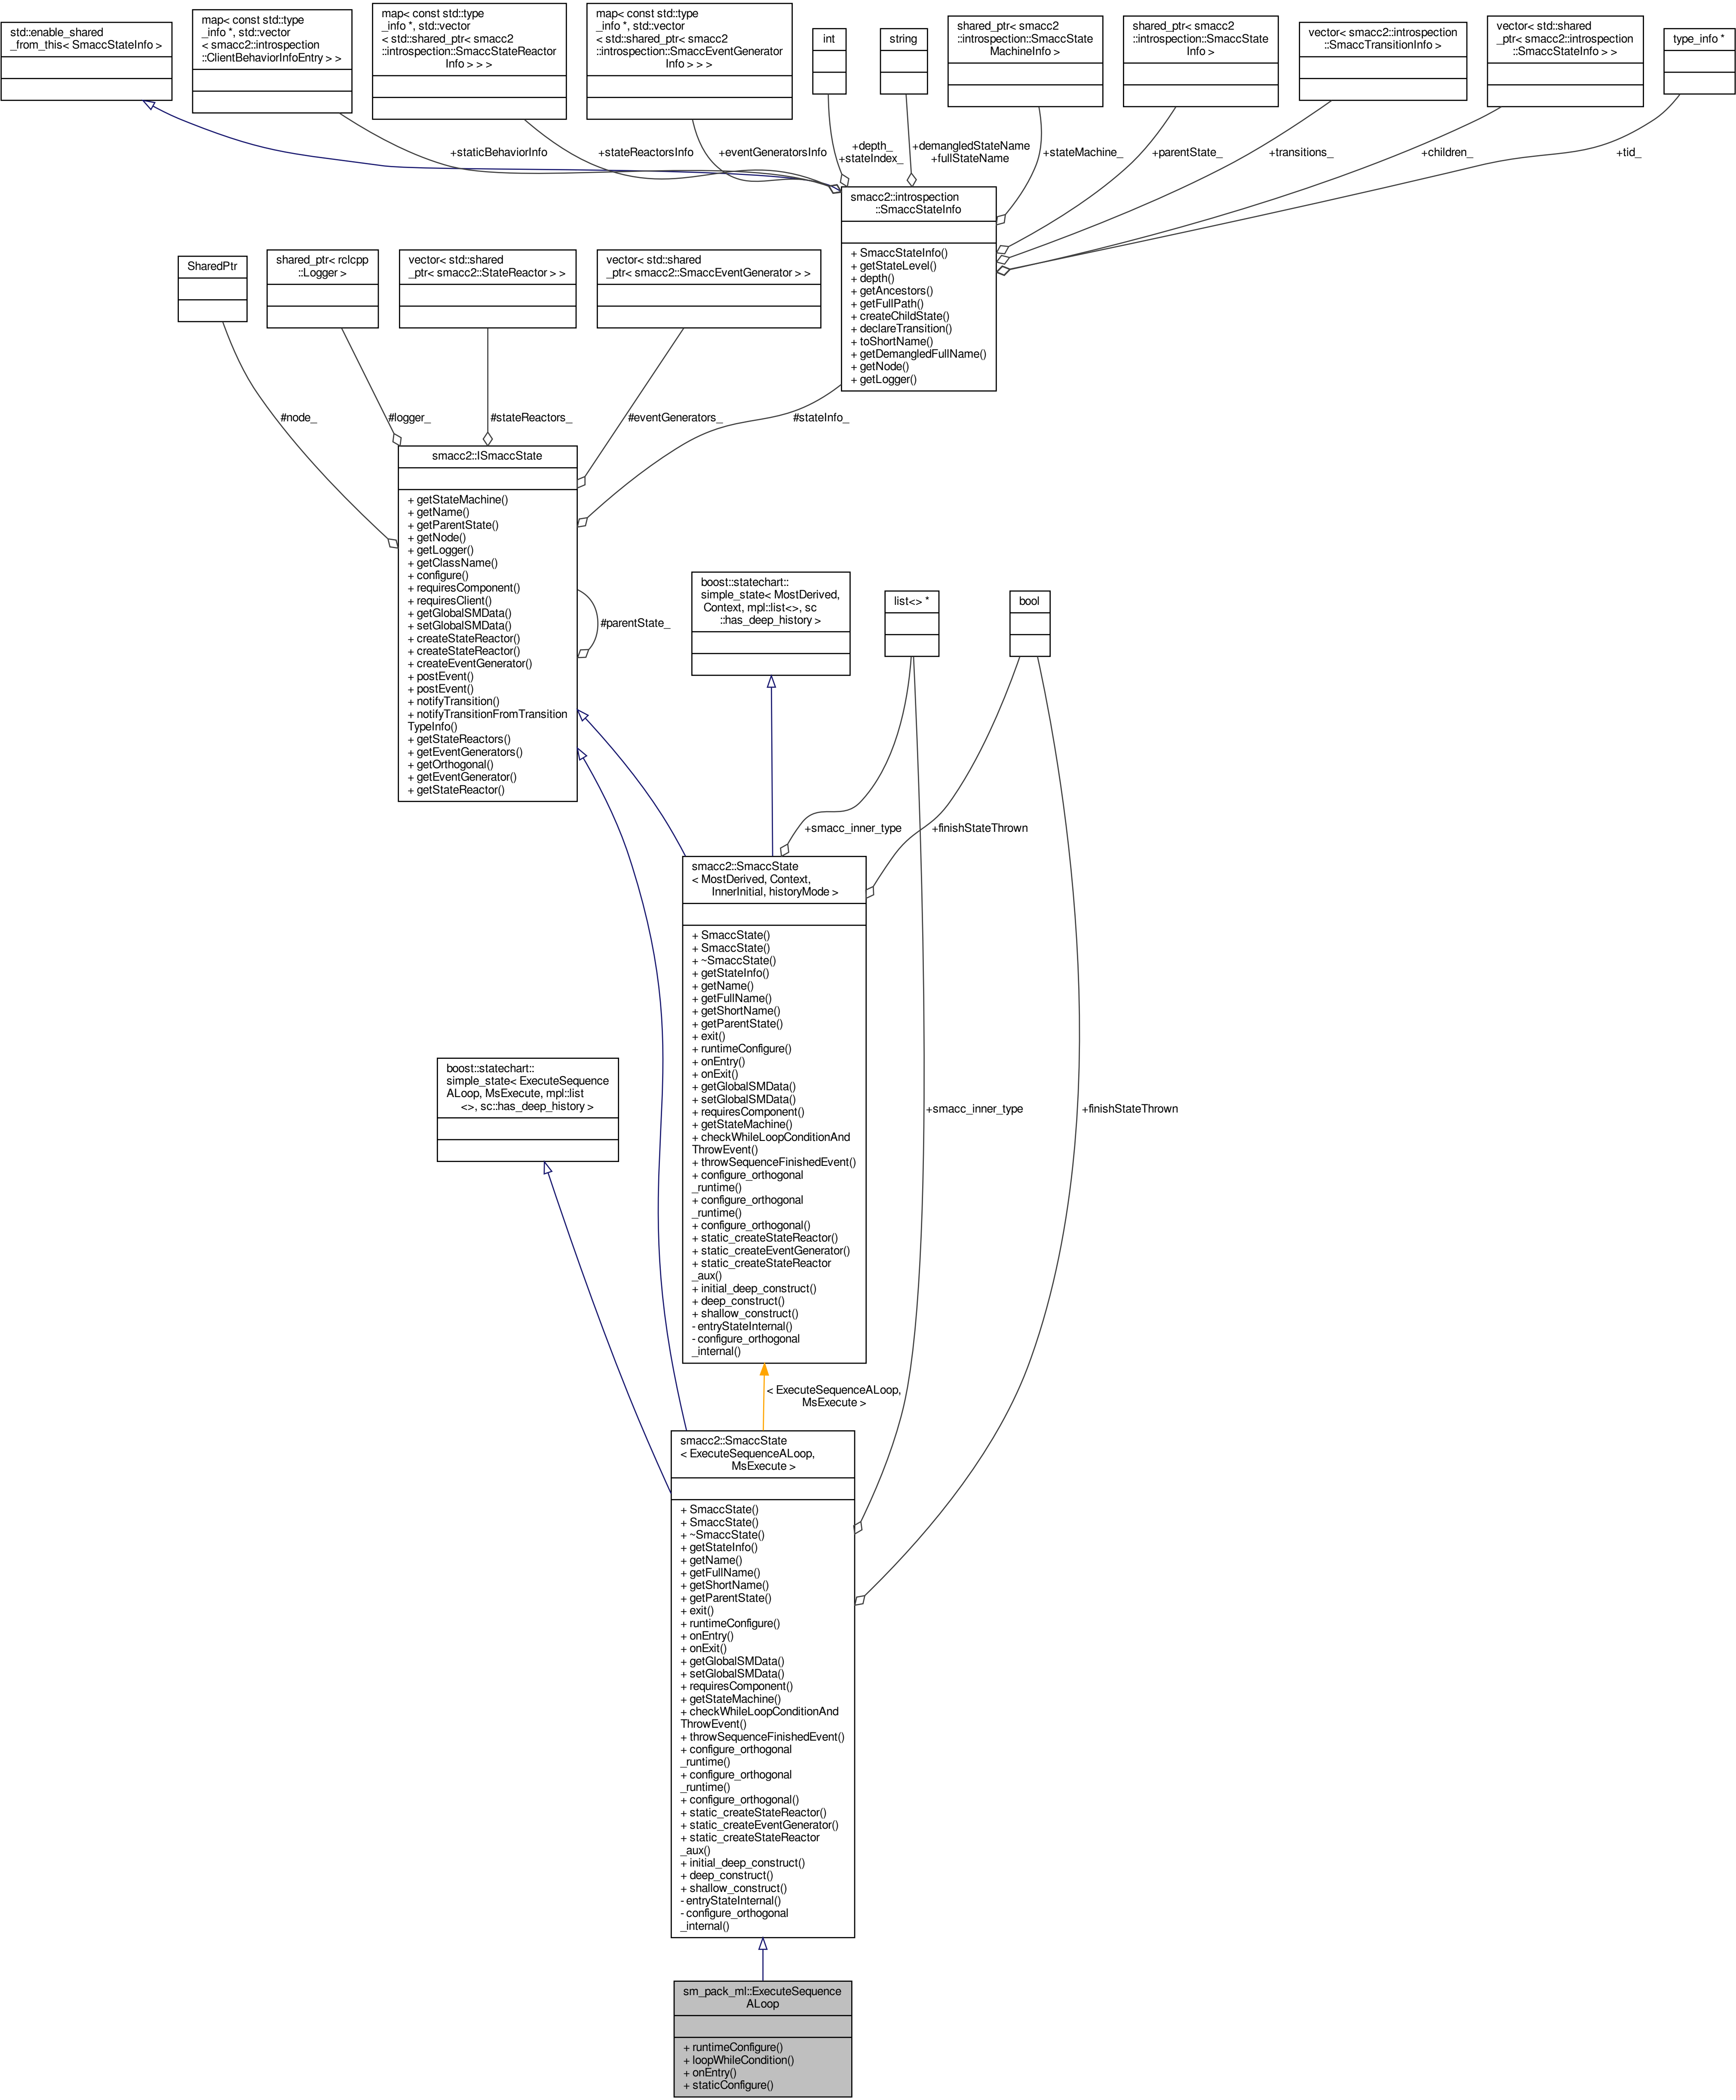 std::enable_shared
_from_this< SmaccStateInfo >
map< const std::type
_info *, std::vector
< smacc2::introspection
::ClientBehaviorInfoEntry > >
map< const std::type
_info *, std::vector
< std::shared_ptr< smacc2
::introspection::SmaccStateReactor
Info > > >
map< const std::type
_info *, std::vector
< std::shared_ptr< smacc2
::introspection::SmaccEventGenerator
Info > > >
int
string
shared_ptr< smacc2
::introspection::SmaccState
MachineInfo >
shared_ptr< smacc2
::introspection::SmaccState
Info >
vector< smacc2::introspection
::SmaccTransitionInfo >
vector< std::shared
_ptr< smacc2::introspection
::SmaccStateInfo > >
type_info *
+staticBehaviorInfo
+stateReactorsInfo
+eventGeneratorsInfo
+depth_
+stateIndex_
+demangledStateName
+fullStateName
+stateMachine_
+parentState_
+transitions_
+children_
+tid_
smacc2::introspection
::SmaccStateInfo
+ SmaccStateInfo()
+ getStateLevel()
+ depth()
+ getAncestors()
+ getFullPath()
+ createChildState()
+ declareTransition()
+ toShortName()
+ getDemangledFullName()
+ getNode()
+ getLogger()
SharedPtr
shared_ptr< rclcpp
::Logger >
vector< std::shared
_ptr< smacc2::StateReactor > >
vector< std::shared
_ptr< smacc2::SmaccEventGenerator > >
#node_
#logger_
#stateReactors_
#eventGenerators_
#stateInfo_
smacc2::ISmaccState
+ getStateMachine()
+ getName()
+ getParentState()
+ getNode()
+ getLogger()
+ getClassName()
+ configure()
+ requiresComponent()
+ requiresClient()
+ getGlobalSMData()
+ setGlobalSMData()
+ createStateReactor()
+ createStateReactor()
+ createEventGenerator()
+ postEvent()
+ postEvent()
+ notifyTransition()
+ notifyTransitionFromTransition
TypeInfo()
+ getStateReactors()
+ getEventGenerators()
+ getOrthogonal()
+ getEventGenerator()
+ getStateReactor()
#parentState_
boost::statechart::
simple_state< MostDerived,
Context, mpl::list<>, sc
::has_deep_history >
list<> *
bool
+smacc_inner_type
+finishStateThrown
smacc2::SmaccState
< MostDerived, Context,
InnerInitial, historyMode >
+ SmaccState()
+ SmaccState()
+ ~SmaccState()
+ getStateInfo()
+ getName()
+ getFullName()
+ getShortName()
+ getParentState()
+ exit()
+ runtimeConfigure()
+ onEntry()
+ onExit()
+ getGlobalSMData()
+ setGlobalSMData()
+ requiresComponent()
+ getStateMachine()
+ checkWhileLoopConditionAnd
ThrowEvent()
+ throwSequenceFinishedEvent()
+ configure_orthogonal
_runtime()
+ configure_orthogonal
_runtime()
+ configure_orthogonal()
+ static_createStateReactor()
+ static_createEventGenerator()
+ static_createStateReactor
_aux()
+ initial_deep_construct()
+ deep_construct()
+ shallow_construct()
- entryStateInternal()
- configure_orthogonal
_internal()
boost::statechart::
simple_state< ExecuteSequence
ALoop, MsExecute, mpl::list
<>, sc::has_deep_history >
+smacc_inner_type
+finishStateThrown
< ExecuteSequenceALoop,
MsExecute >
smacc2::SmaccState
< ExecuteSequenceALoop,
MsExecute >
+ SmaccState()
+ SmaccState()
+ ~SmaccState()
+ getStateInfo()
+ getName()
+ getFullName()
+ getShortName()
+ getParentState()
+ exit()
+ runtimeConfigure()
+ onEntry()
+ onExit()
+ getGlobalSMData()
+ setGlobalSMData()
+ requiresComponent()
+ getStateMachine()
+ checkWhileLoopConditionAnd
ThrowEvent()
+ throwSequenceFinishedEvent()
+ configure_orthogonal
_runtime()
+ configure_orthogonal
_runtime()
+ configure_orthogonal()
+ static_createStateReactor()
+ static_createEventGenerator()
+ static_createStateReactor
_aux()
+ initial_deep_construct()
+ deep_construct()
+ shallow_construct()
- entryStateInternal()
- configure_orthogonal
_internal()
sm_pack_ml::ExecuteSequence
ALoop
+ runtimeConfigure()
+ loopWhileCondition()
+ onEntry()
+ staticConfigure()